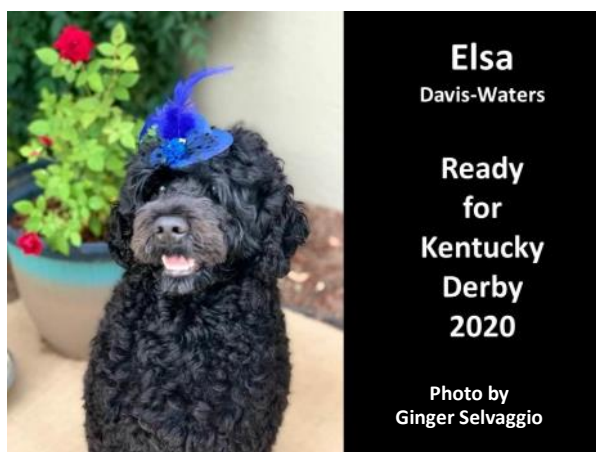 Elsa
Davis-Waters
Ready
for
Kentucky
Derby
2020
Photo by
Ginger Selvaggio